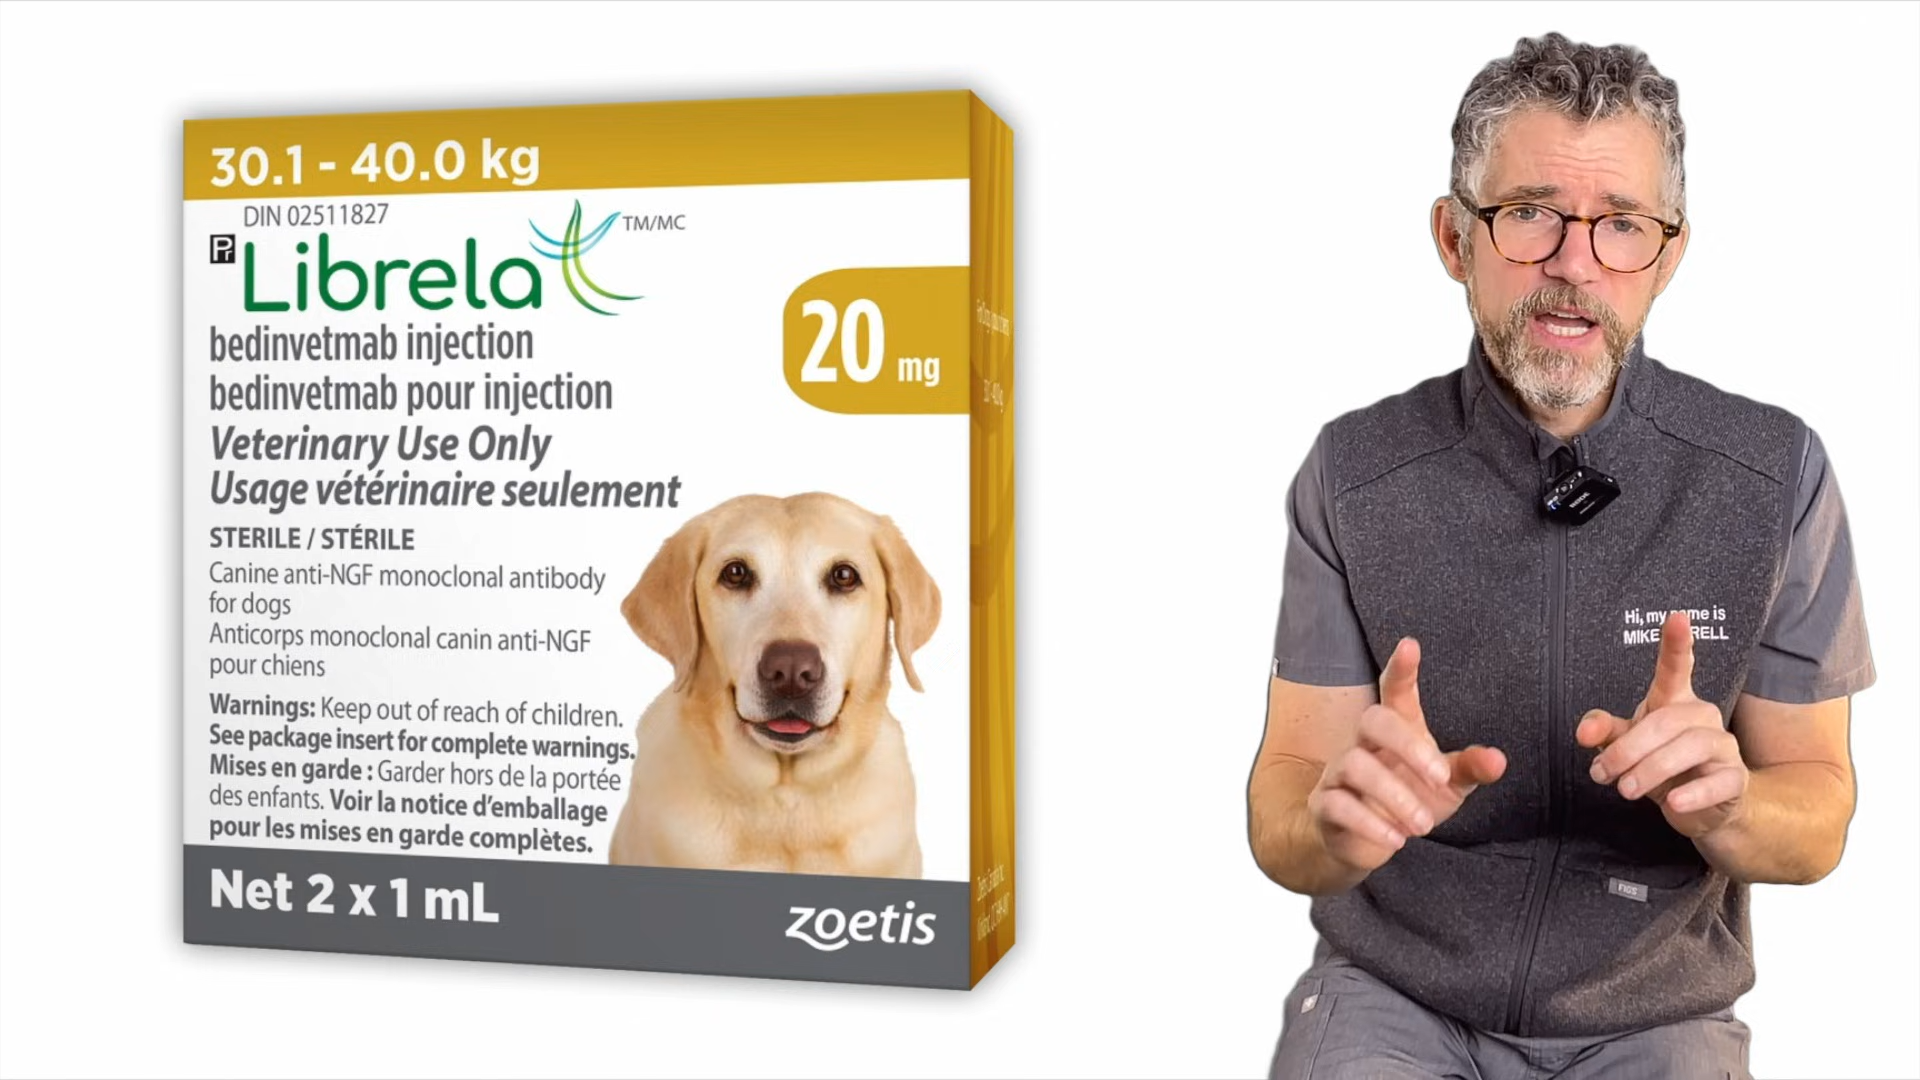 30.1 - 40.0 kg
DIN 02511827
Pr Librela TM/MC
bedinvetmab injection
bedinvetmab pour injection
20 mg
Veterinary Use Only
Usage vétérinaire seulement
STERILE / STÉRILE
Canine anti-NGF monoclonal antibody
for dogs
Anticorps monoclonal canin anti-NGF
pour chiens
Warnings: Keep out of reach of children.
See package insert for complete warnings.
Mises en garde : Garder hors de la portée
des enfants. Voir la notice d'emballage
pour les mises en garde complètes.
Net 2 x 1 mL
zoetis
Hi, my is
MIKE
FIGS